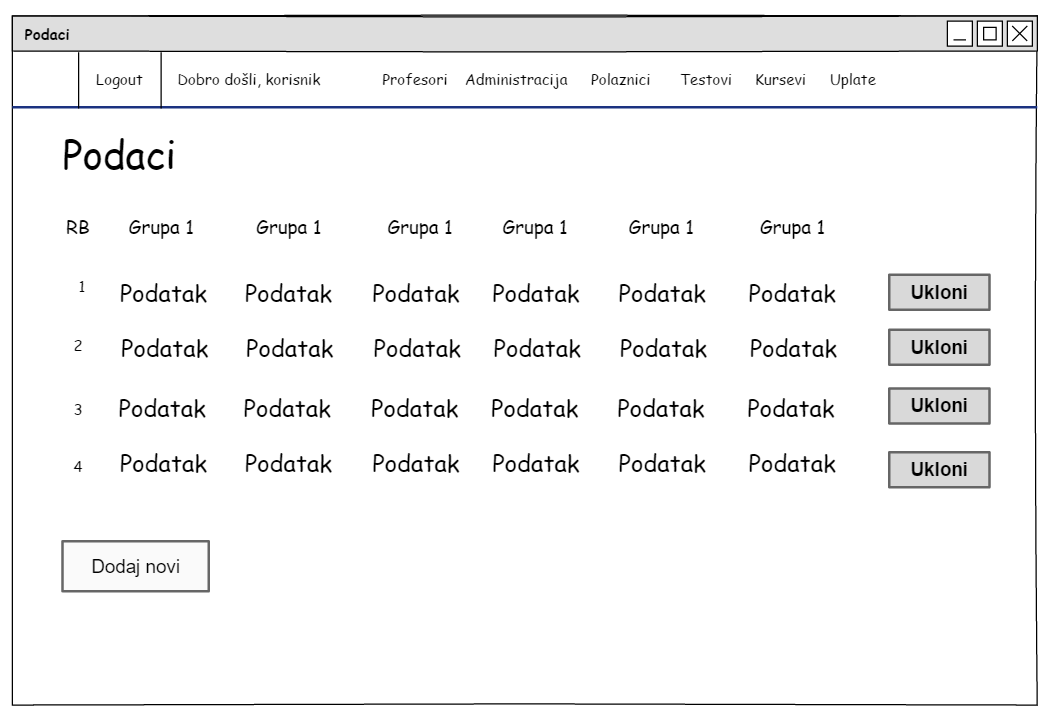 Podaci
Logout Dobro došli, korisnik Profesori Administracija Polaznici Testovi Kursevi Uplate
Podaci
RB Grupa 1 Grupa 1 Grupa 1 Grupa 1 Grupa 1 Grupa 1
1 Podatak Podatak Podatak Podatak Podatak Podatak Ukloni
2 Podatak Podatak Podatak Podatak Podatak Podatak Ukloni
3 Podatak Podatak Podatak Podatak Podatak Podatak Ukloni
4 Podatak Podatak Podatak Podatak Podatak Podatak Ukloni
Dodaj novi